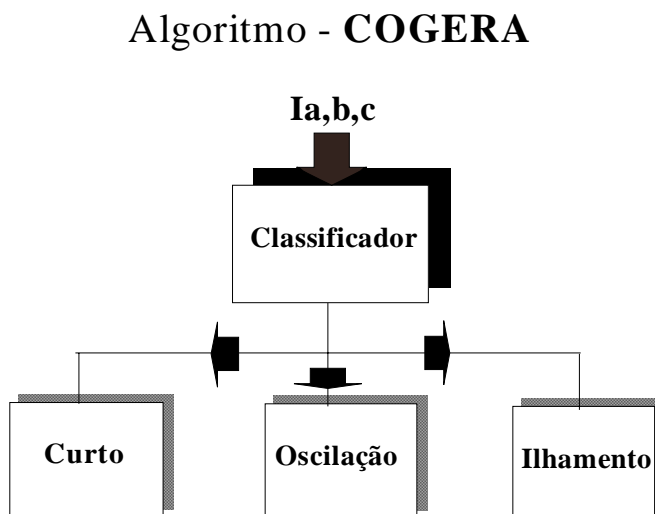 Algoritmo - COGERA
Ia,b,c
Classificador
Curto
Oscilação
Ilhamento